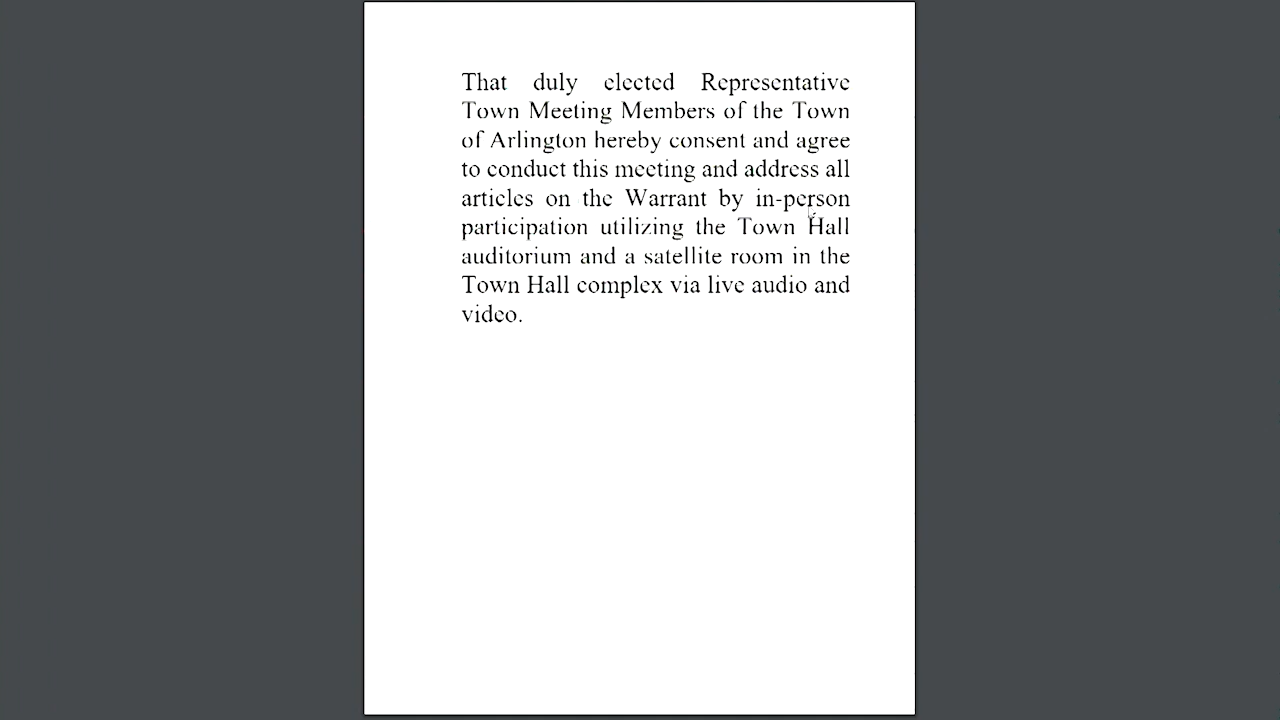 That duly elected Representative
Town Meeting Members of the Town
of Arlington hereby consent and agree
to conduct this meeting and address all
articles on the Warrant by in-person
participation utilizing the Town Hall
auditorium and a satellite room in the
Town Hall complex via live audio and
video.